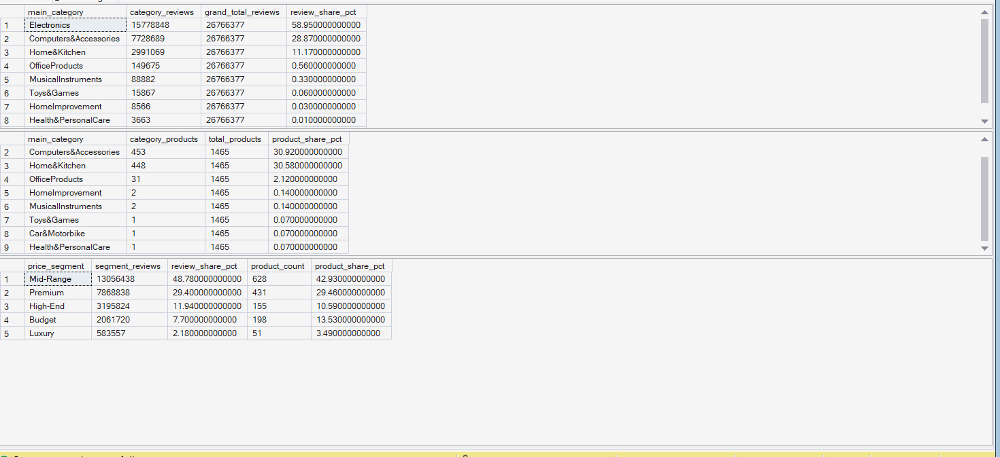 main_category category_reviews grand_total_reviews review_share_pct
1 Electronics 15778848 26766377 58.950000000000
2 Computers&Accessories 7728689 26766377 28.870000000000
3 Home&Kitchen 2991069 26766377 11.170000000000
4 OfficeProducts 149675 26766377 0.560000000000
5 MusicalInstruments 88882 26766377 0.330000000000
6 Toys&Games 15867 26766377 0.060000000000
7 HomeImprovement 8566 26766377 0.030000000000
8 Health&PersonalCare 3663 26766377 0.010000000000
main_category category_products total_products product_share_pct
2 Computers&Accessories 453 1465 30.920000000000
3 Home&Kitchen 448 1465 30.580000000000
4 OfficeProducts 31 1465 2.120000000000
5 HomeImprovement 2 1465 0.140000000000
6 MusicalInstruments 2 1465 0.140000000000
7 Toys&Games 1 1465 0.070000000000
8 Car&Motorbike 1 1465 0.070000000000
9 Health&PersonalCare 1 1465 0.070000000000
price_segment segment_reviews review_share_pct product_count product_share_pct
1 Mid-Range 13056438 48.780000000000 628 42.930000000000
2 Premium 7868838 29.400000000000 431 29.460000000000
3 High-End 3195824 11.940000000000 155 10.590000000000
4 Budget 2061720 7.700000000000 198 13.530000000000
5 Luxury 583557 2.180000000000 51 3.490000000000